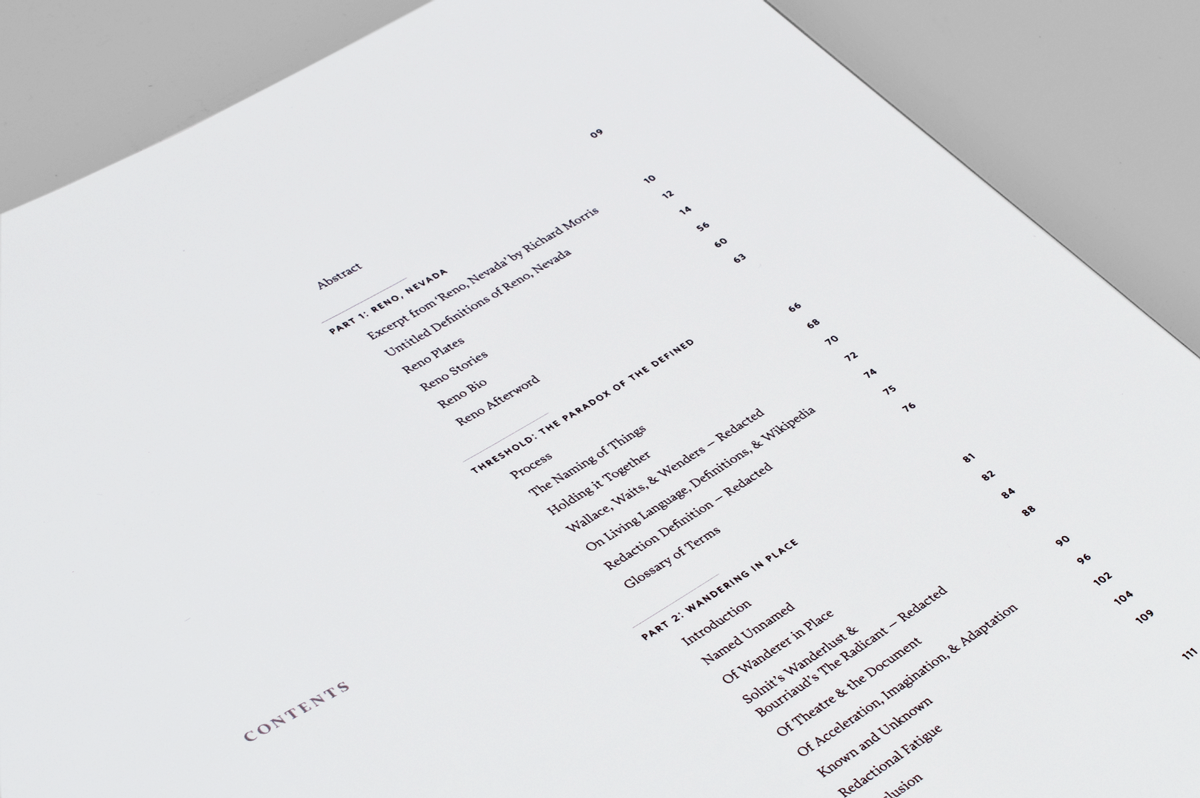 CONTENTS
Abstract 09
PART 1: RENO, NEVADA
Excerpt from 'Reno, Nevada' by Richard Morris 10
Untitled Definitions of Reno, Nevada 12
Reno Plates 14
Reno Stories 56
Reno Bio 60
Reno Afterword 63
THRESHOLD: THE PARADOX OF THE DEFINED
Process 66
The Naming of Things 68
Holding it Together 70
Wallace, Waits, & Wenders – Redacted 72
On Living Language, Definitions, & Wikipedia 74
Redaction Definition – Redacted 75
Glossary of Terms 76
PART 2: WANDERING IN PLACE
Introduction 81
Named Unnamed 82
Of Wanderer in Place 84
Solnit's Wanderlust & 88
Bourriaud's The Radicant – Redacted
Of Theatre & the Document 90
Of Acceleration, Imagination, & Adaptation 96
Known and Unknown 102
Redactional Fatigue 104
lusion 109
111